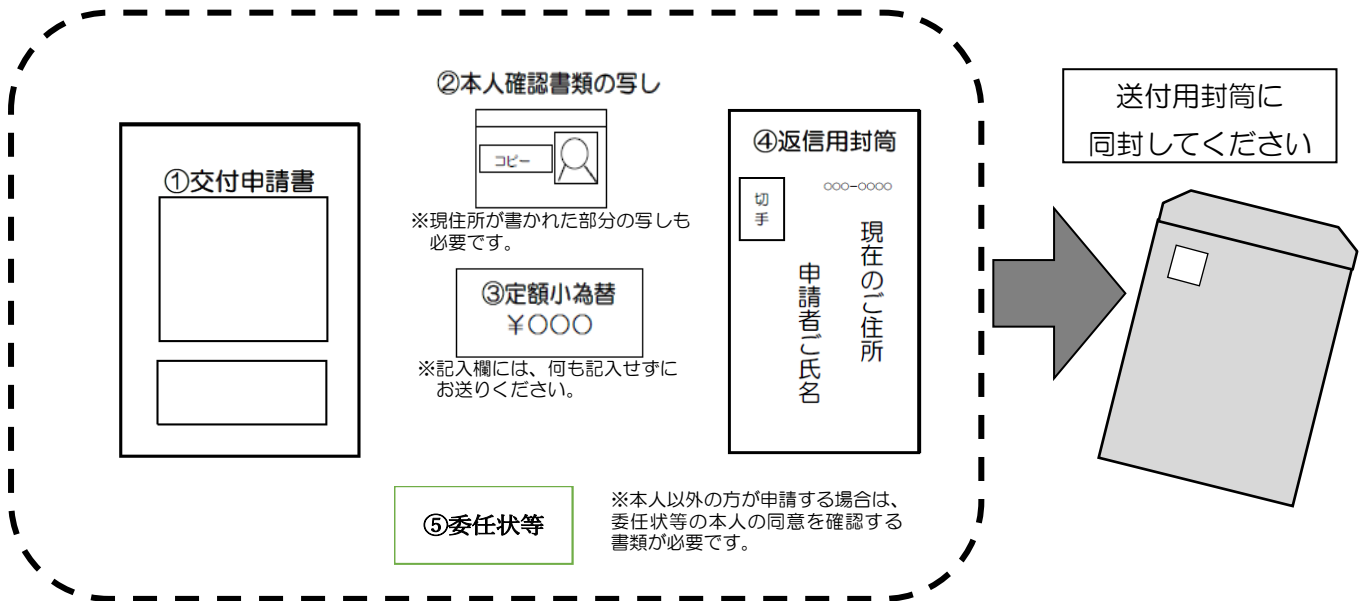 ①交付申請書
②本人確認書類の写し
コピー
※現住所が書かれた部分の写しも
必要です。
③定額小為替
￥〇〇〇
※記入欄には、何も記入せずに
お送りください。
④返信用封筒
切手
○○○-○○○○
現在のご住所
申請者ご氏名
⑤委任状等
※本人以外の方が申請する場合は、
委任状等の本人の同意を確認する
書類が必要です。
送付用封筒に
同封してください